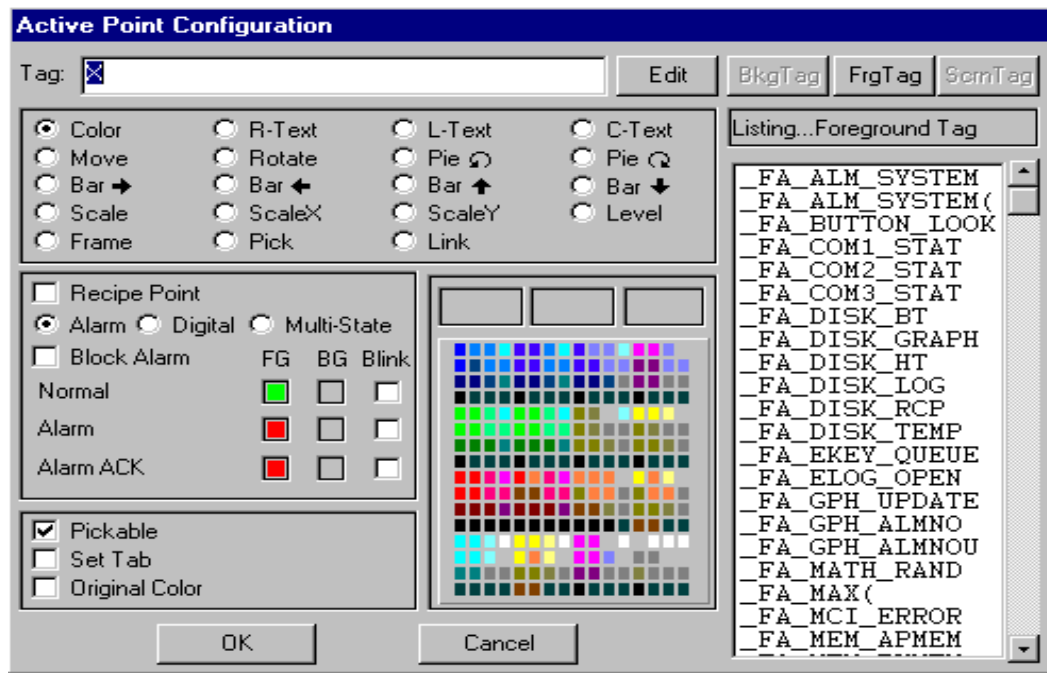 Active Point Configuration
Tag: X Edit BkgTag FrgTag ScrnTag
Color R-Text L-Text C-Text
Move Rotate Pie Pie
Bar Bar Bar Bar
Scale ScaleX ScaleY Level
Frame Pick Link
Recipe Point
Alarm Digital Multi-State
Block Alarm FG BG Blink
Normal
Alarm
Alarm ACK
Pickable
Set Tab
Original Color
OK Cancel
Listing...Foreground Tag
_FA_ALM_SYSTEM
_FA_ALM_SYSTEM(
_FA_BUTTON_LOOK
_FA_COM1_STAT
_FA_COM2_STAT
_FA_COM3_STAT
_FA_DISK_BT
_FA_DISK_GRAPH
_FA_DISK_HT
_FA_DISK_LOG
_FA_DISK_RCP
_FA_DISK_TEMP
_FA_EKEY_QUEUE
_FA_ELOG_OPEN
_FA_GPH_UPDATE
_FA_GPH_ALMNO
_FA_GPH_ALMNOU
_FA_MATH_RAND
_FA_MAX(
_FA_MCI_ERROR
_FA_MEM_APMEM